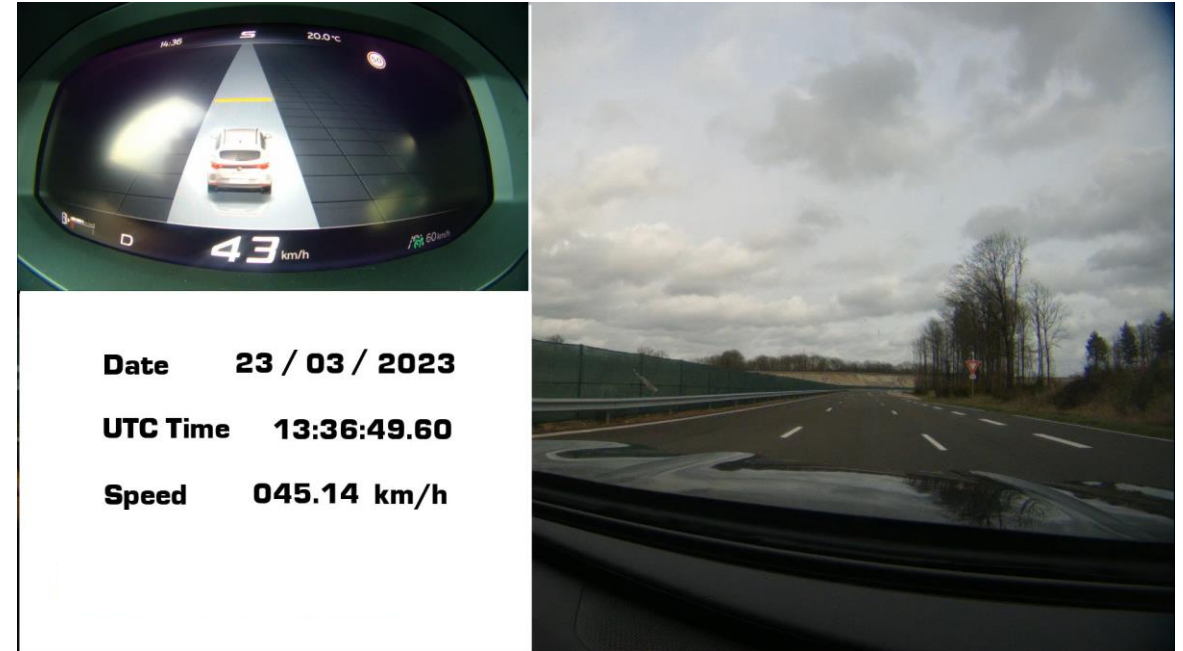 14:36 S 20.0°C
D 43 km/h 60 km/h
Date 23 / 03 / 2023
UTC Time 13:36:49.60
Speed 045.14 km/h